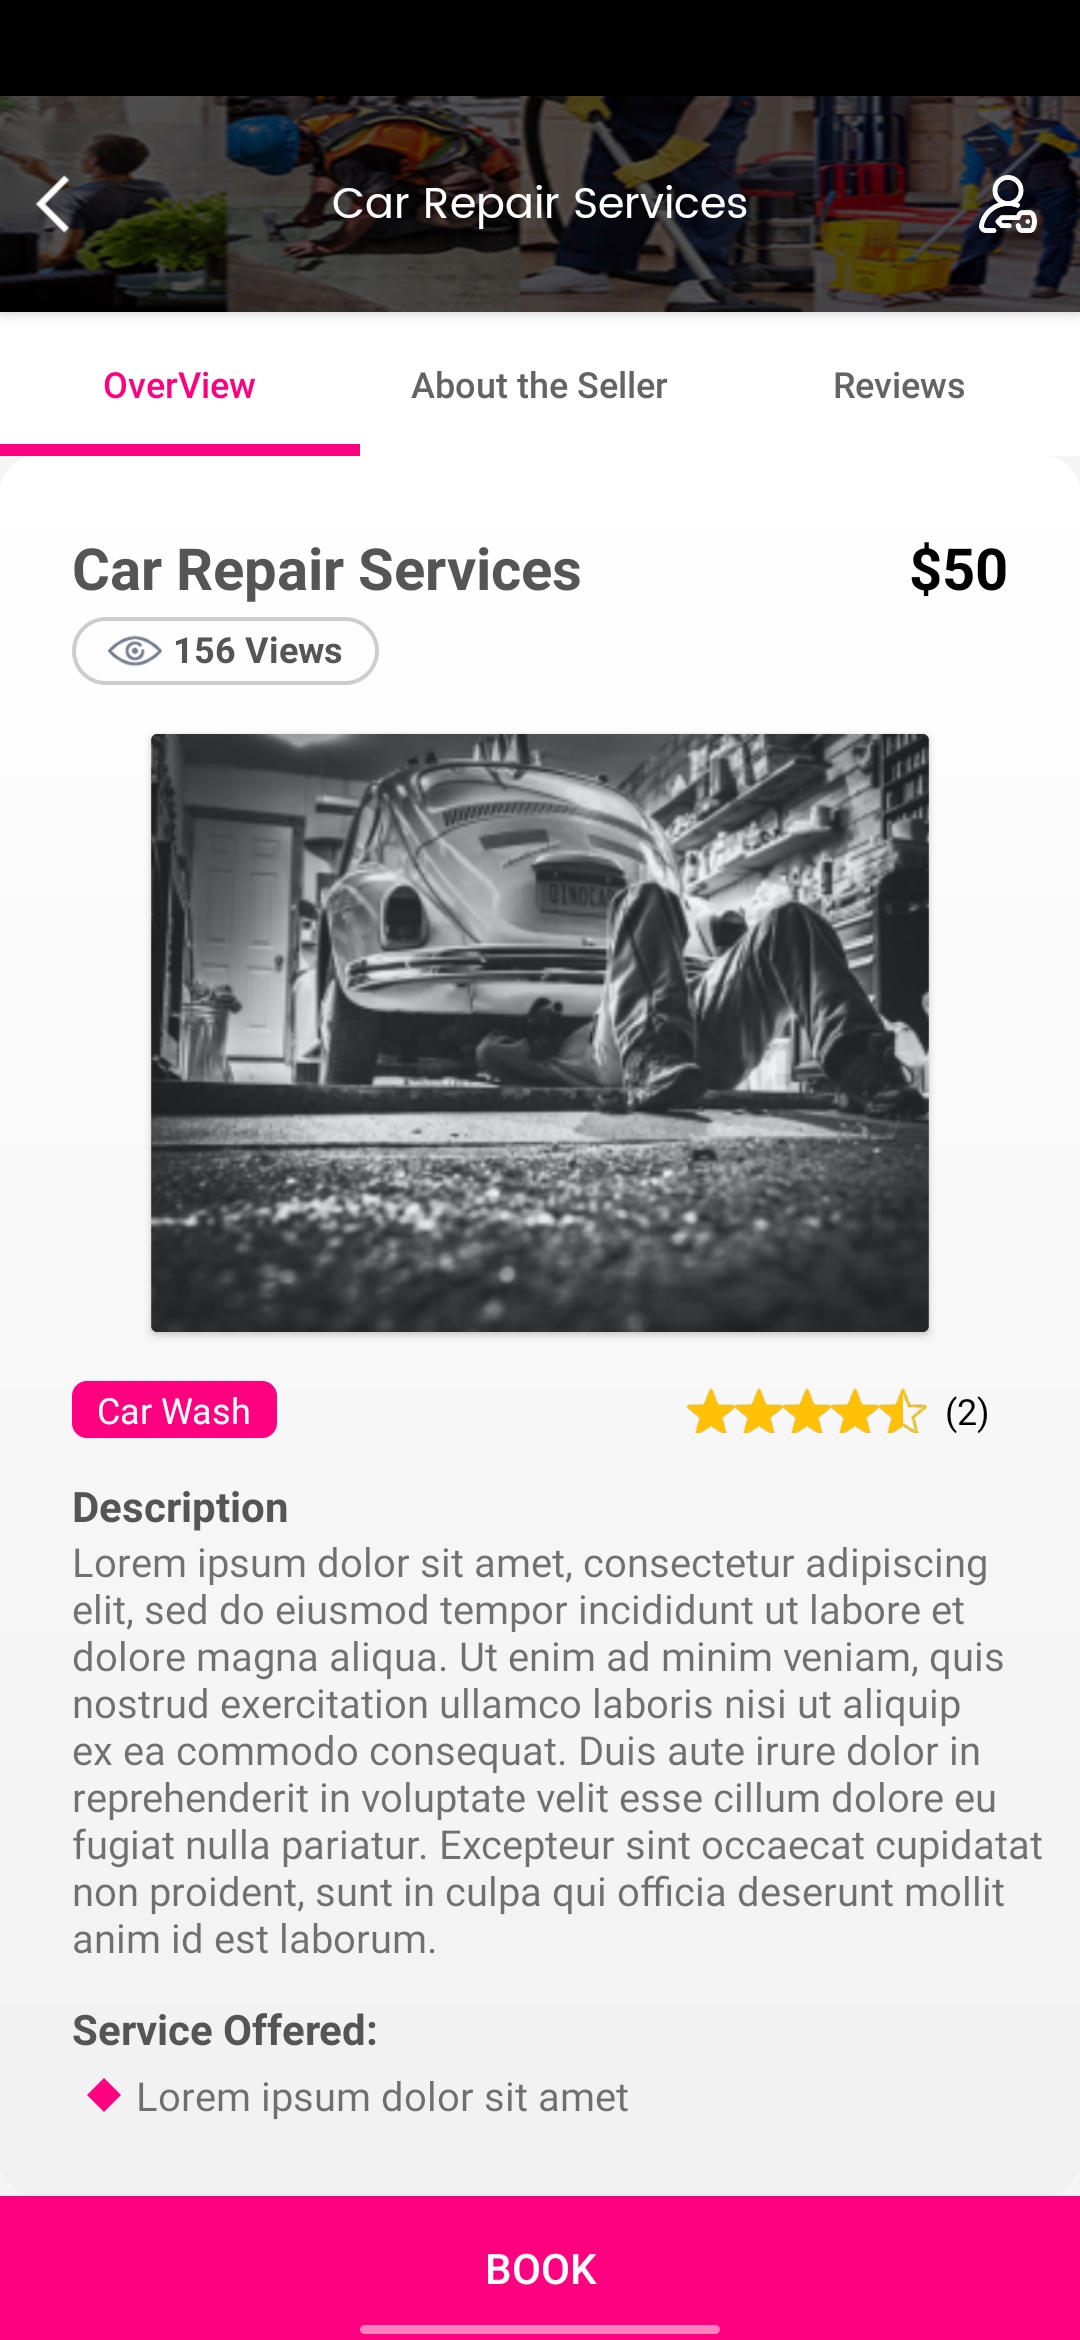 Car Repair Services
OverView
About the Seller
Reviews
Car Repair Services
$50
156 Views
Car Wash
(2)
Description
Lorem ipsum dolor sit amet, consectetur adipiscing
elit, sed do eiusmod tempor incididunt ut labore et
dolore magna aliqua. Ut enim ad minim veniam, quis
nostrud exercitation ullamco laboris nisi ut aliquip
ex ea commodo consequat. Duis aute irure dolor in
reprehenderit in voluptate velit esse cillum dolore eu
fugiat nulla pariatur. Excepteur sint occaecat cupidatat
non proident, sunt in culpa qui officia deserunt mollit
anim id est laborum.
Service Offered:
Lorem ipsum dolor sit amet
BOOK